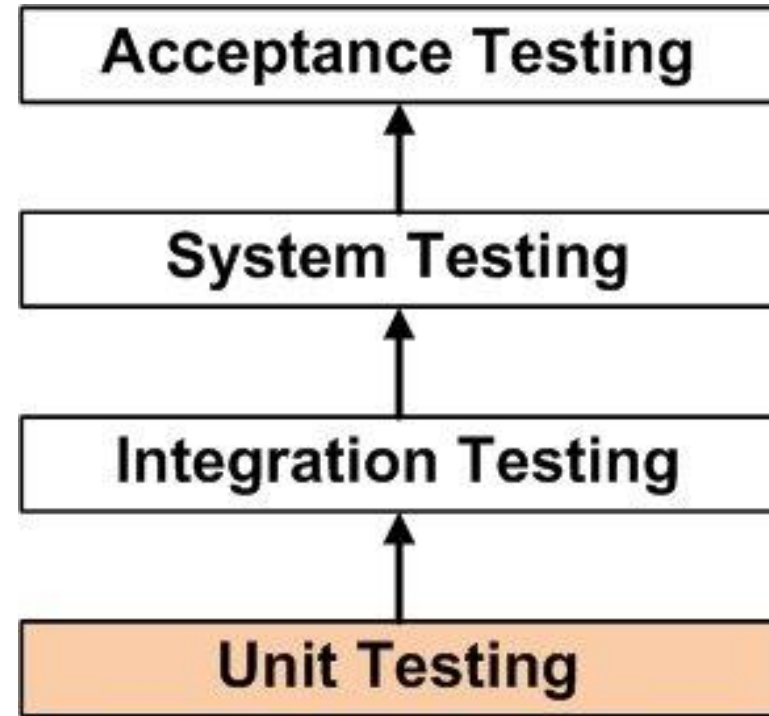 Acceptance Testing
System Testing
Integration Testing
Unit Testing